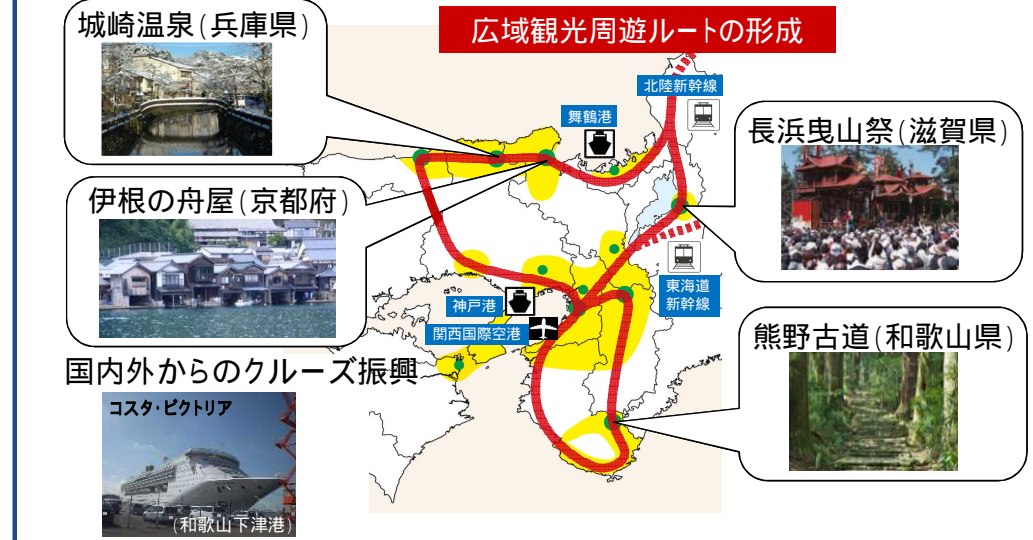 城崎温泉(兵庫県)
広域観光周遊ルートの形成
北陸新幹線
舞鶴港
長浜曳山祭(滋賀県)
伊根の舟屋(京都府)
東海道
新幹線
神戸港
関西国際空港
熊野古道(和歌山県)
国内外からのクルーズ振興
コスタ・ビクトリア
(和歌山下津港)